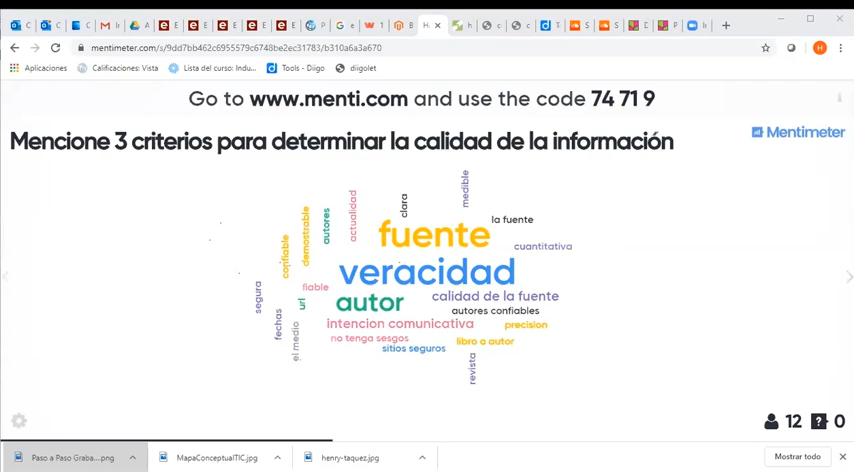 Go to www.menti.com and use the code 74 71 9
Mencione 3 criterios para determinar la calidad de la información
Mentimeter
mentimeter.com/s/9dd7bb462c6955579c6748be2ec31783/b310a6a3a670
Aplicaciones
Calificaciones: Vista
Lista del curso: Indu...
Tools - Diigo
diigolet
medible
actualidad
clara
autores
demostrable
la fuente
fuente
confiable
cuantitativa
veracidad
segura
fiable
calidad de la fuente
url
autor
autores confiables
fechas
intencion comunicativa
precision
el medio
no tenga sesgos
libro o autor
sitios seguros
revista
12
0
Paso a Paso Graba....png
MapaConceptualTIC.jpg
henry-taquez.jpg
Mostrar todo